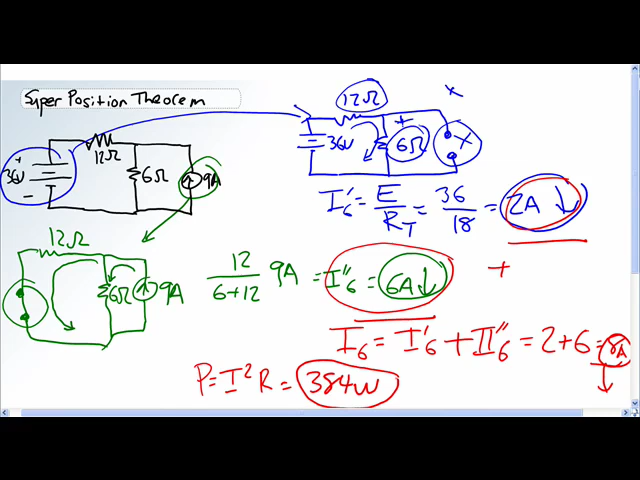 Super Position Theorem
36v
+
−
12Ω
6Ω
9A
12Ω
36v
+
6Ω
x
I'₆ = E/R_T = 36/18 = 2A ↓
12Ω
6Ω
9A
12/(6+12) 9A = I''₆ = 6A ↓
+
I₆ = I'₆ + I''₆ = 2+6 = 8A ↓
P=I²R = 384w